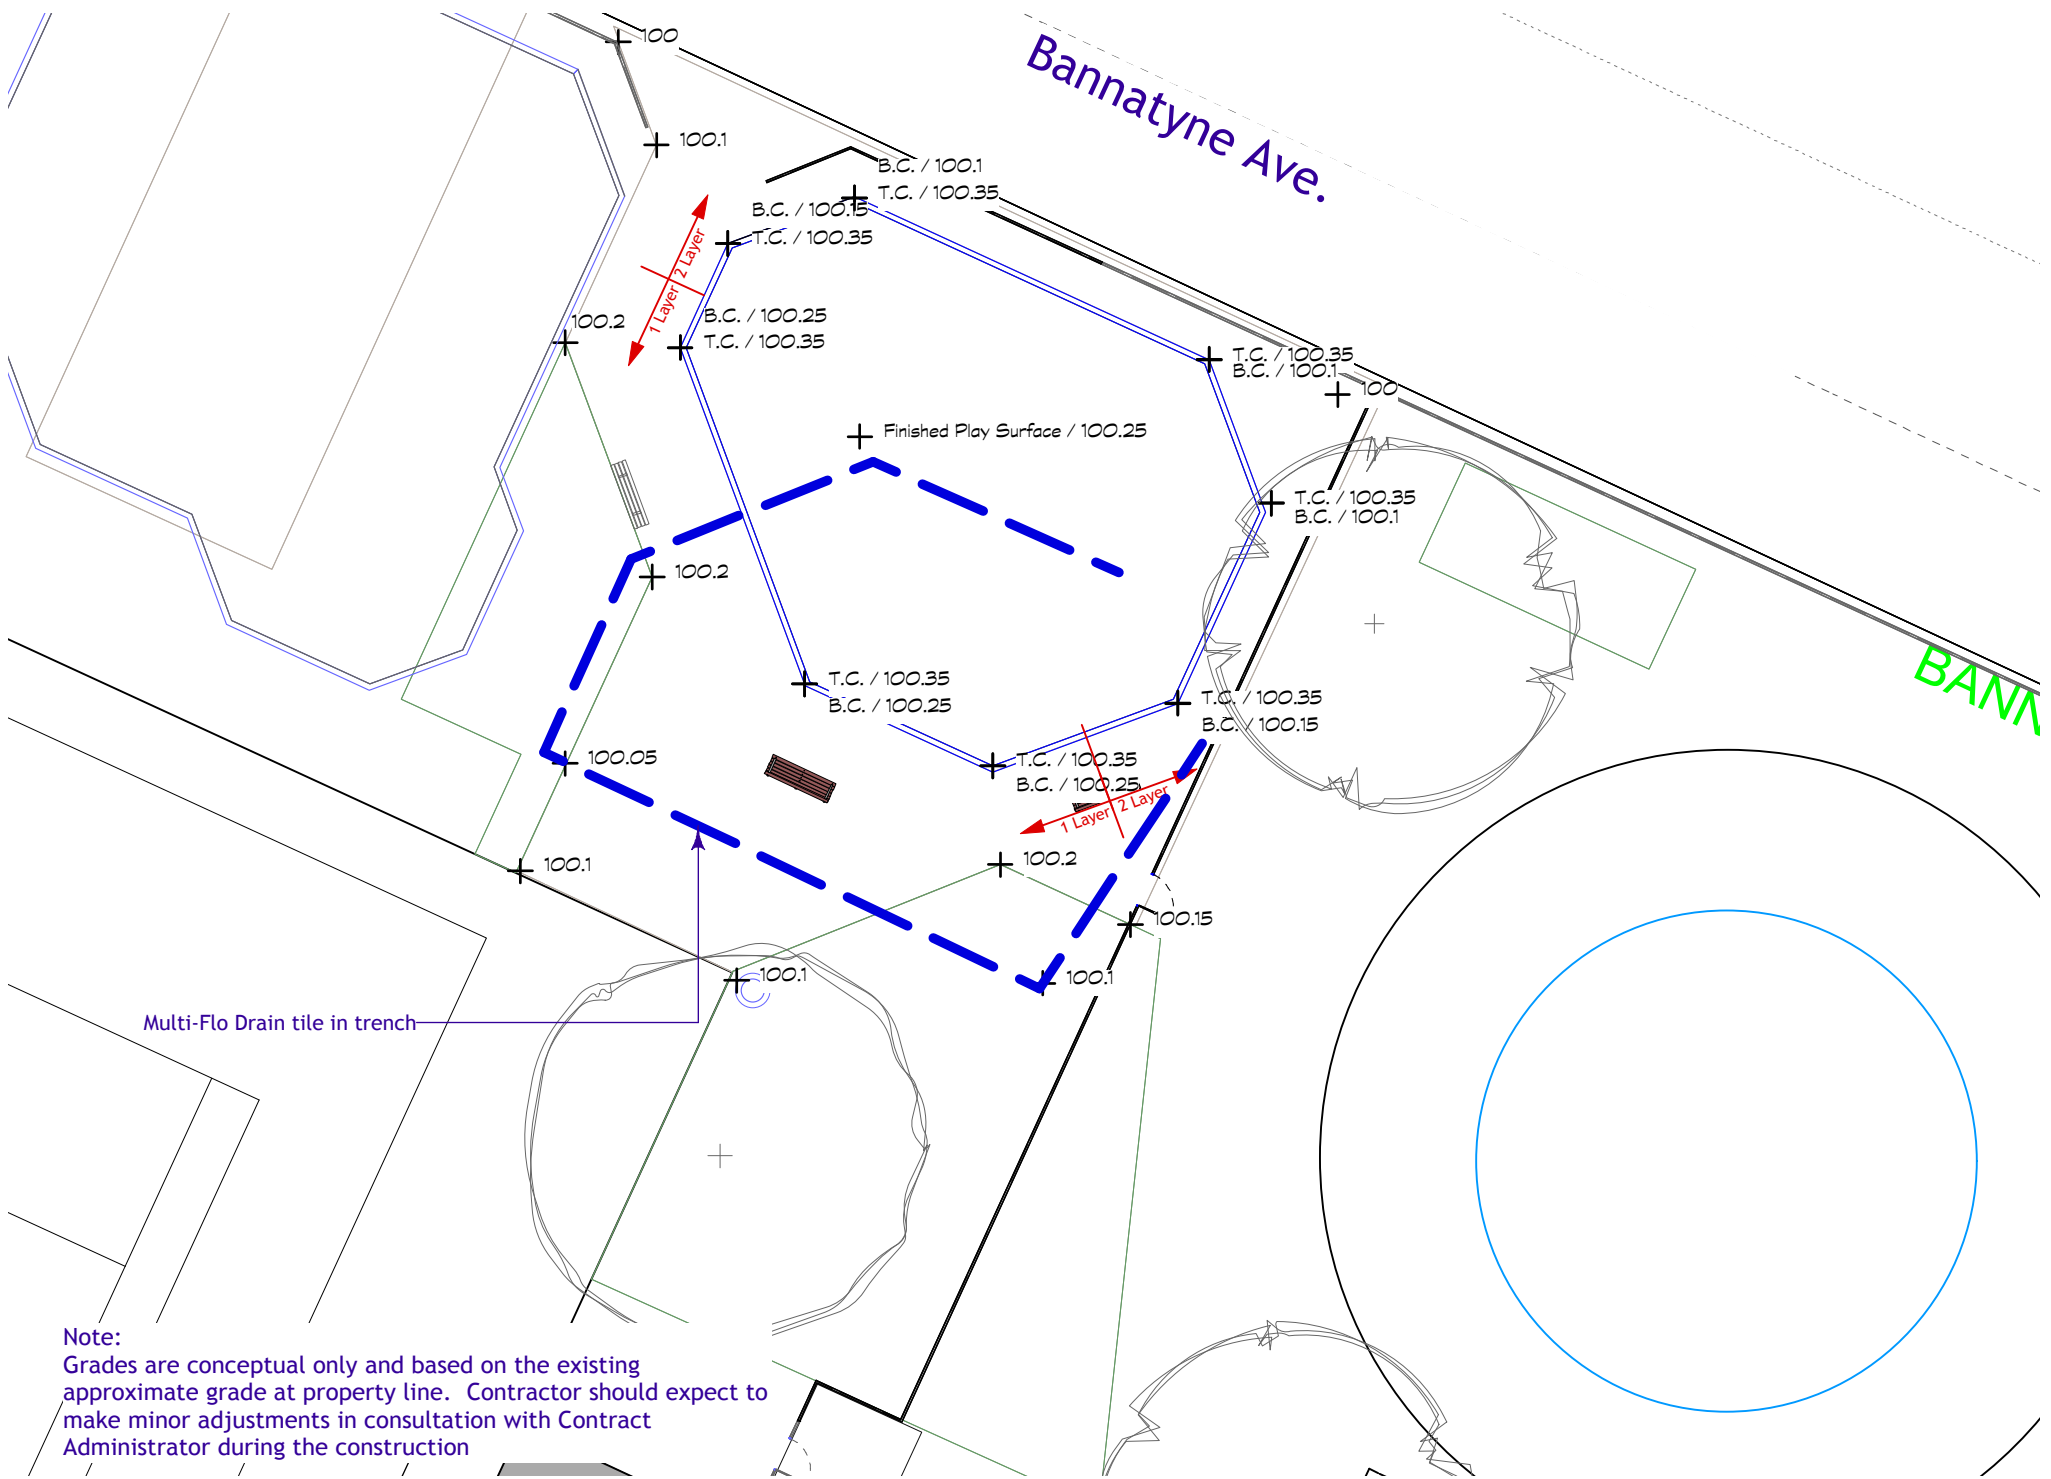 100
Bannatyne Ave.
100.1
B.C. / 100.1
T.C. / 100.35
B.C. / 100.15
T.C. / 100.35
2 Layer
1 Layer
B.C. / 100.25
T.C. / 100.35
100.2
T.C. / 100.35
B.C. / 100.1
100
Finished Play Surface / 100.25
T.C. / 100.35
B.C. / 100.1
100.2
T.C. / 100.35
B.C. / 100.25
T.C. / 100.35
B.C. / 100.15
BANN
100.05
T.C. / 100.35
B.C. / 100.25
1 Layer
2 Layer
100.2
100.1
100.15
100.1
100.1
Multi-Flo Drain tile in trench
Note:
Grades are conceptual only and based on the existing
approximate grade at property line.  Contractor should expect to
make minor adjustments in consultation with Contract
Administrator during the construction